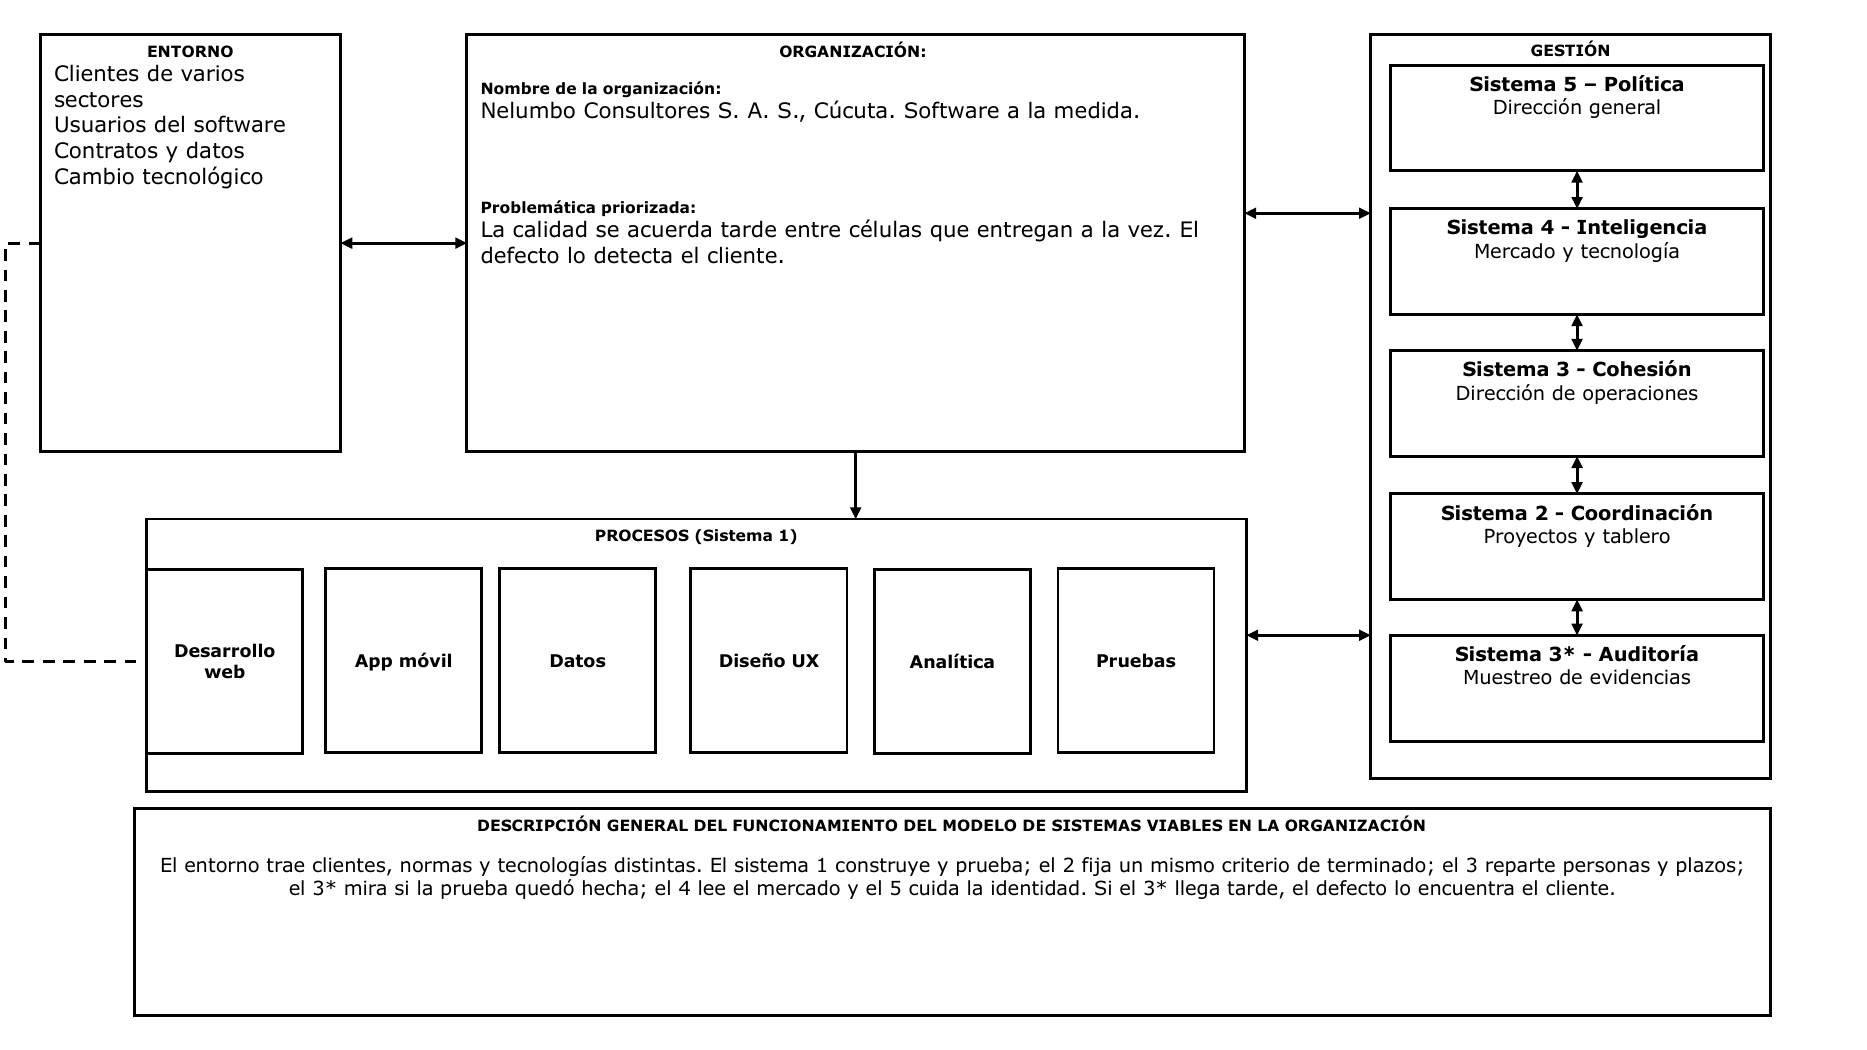 ENTORNO
Clientes de varios
sectores
Usuarios del software
Contratos y datos
Cambio tecnológico
ORGANIZACIÓN:
Nombre de la organización:
Nelumbo Consultores S. A. S., Cúcuta. Software a la medida.
Problemática priorizada:
La calidad se acuerda tarde entre células que entregan a la vez. El
defecto lo detecta el cliente.
GESTIÓN
Sistema 5 – Política
Dirección general
Sistema 4 - Inteligencia
Mercado y tecnología
Sistema 3 - Cohesión
Dirección de operaciones
Sistema 2 - Coordinación
Proyectos y tablero
Sistema 3* - Auditoría
Muestreo de evidencias
PROCESOS (Sistema 1)
Desarrollo
web
App móvil
Datos
Diseño UX
Analítica
Pruebas
DESCRIPCIÓN GENERAL DEL FUNCIONAMIENTO DEL MODELO DE SISTEMAS VIABLES EN LA ORGANIZACIÓN
El entorno trae clientes, normas y tecnologías distintas. El sistema 1 construye y prueba; el 2 fija un mismo criterio de terminado; el 3 reparte personas y plazos;
el 3* mira si la prueba quedó hecha; el 4 lee el mercado y el 5 cuida la identidad. Si el 3* llega tarde, el defecto lo encuentra el cliente.